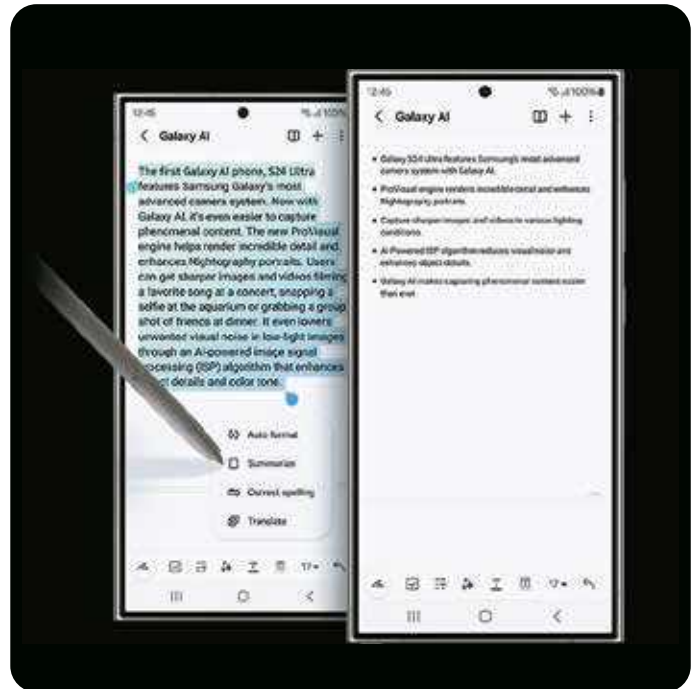 12:45
100%
Galaxy AI
The first Galaxy AI phone, S24 Ultra
features Samsung Galaxy's most
advanced camera system. Now with
Galaxy AI, it's even easier to capture
phenomenal content. The new ProVisual
engine helps render incredible detail and
enhances Nightography portraits. Users
can get sharper images and videos filming
a favorite song at a concert, snapping a
selfie at the aquarium or grabbing a group
shot of friends at dinner. It even lowers
unwanted visual noise in low-light images
through an AI-powered image signal
processing (ISP) algorithm that enhances
details and color tone.
Auto format
Summarize
Correct spelling
Translate
12:45
100%
Galaxy AI
• Galaxy S24 Ultra features Samsung's most advanced
camera system with Galaxy AI.
• ProVisual engine renders incredible detail and enhances
Nightography portraits.
• Capture sharper images and videos in various lighting
conditions.
• AI-Powered ISP algorithm reduces visual noise and
enhances object details.
• Galaxy AI makes capturing phenomenal content easier
than ever.